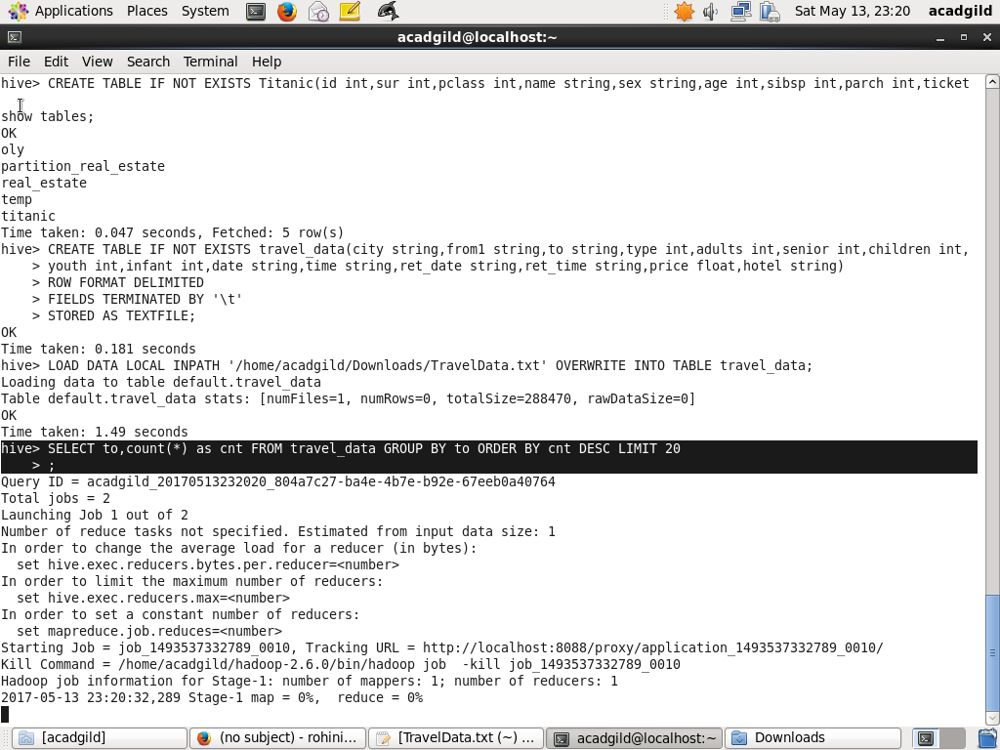 Applications Places System Sat May 13, 23:20 acadgild
acadgild@localhost:~
File Edit View Search Terminal Help
hive> CREATE TABLE IF NOT EXISTS Titanic(id int,sur int,pclass int,name string,sex string,age int,sibsp int,parch int,ticket
show tables;
OK
oly
partition_real_estate
real_estate
temp
titanic
Time taken: 0.047 seconds, Fetched: 5 row(s)
hive> CREATE TABLE IF NOT EXISTS travel_data(city string,from1 string,to string,type int,adults int,senior int,children int,
    > youth int,infant int,date string,time string,ret_date string,ret_time string,price float,hotel string)
    > ROW FORMAT DELIMITED
    > FIELDS TERMINATED BY '\t'
    > STORED AS TEXTFILE;
OK
Time taken: 0.181 seconds
hive> LOAD DATA LOCAL INPATH '/home/acadgild/Downloads/TravelData.txt' OVERWRITE INTO TABLE travel_data;
Loading data to table default.travel_data
Table default.travel_data stats: [numFiles=1, numRows=0, totalSize=288470, rawDataSize=0]
OK
Time taken: 1.49 seconds
hive> SELECT to,count(*) as cnt FROM travel_data GROUP BY to ORDER BY cnt DESC LIMIT 20
    > ;
Query ID = acadgild_20170513232020_804a7c27-ba4e-4b7e-b92e-67eeb0a40764
Total jobs = 2
Launching Job 1 out of 2
Number of reduce tasks not specified. Estimated from input data size: 1
In order to change the average load for a reducer (in bytes):
  set hive.exec.reducers.bytes.per.reducer=<number>
In order to limit the maximum number of reducers:
  set hive.exec.reducers.max=<number>
In order to set a constant number of reducers:
  set mapreduce.job.reduces=<number>
Starting Job = job_1493537332789_0010, Tracking URL = http://localhost:8088/proxy/application_1493537332789_0010/
Kill Command = /home/acadgild/hadoop-2.6.0/bin/hadoop job  -kill job_1493537332789_0010
Hadoop job information for Stage-1: number of mappers: 1; number of reducers: 1
2017-05-13 23:20:32,289 Stage-1 map = 0%,  reduce = 0%
[acadgild] (no subject) - rohini... [TravelData.txt (~) ... acadgild@localhost:~ Downloads